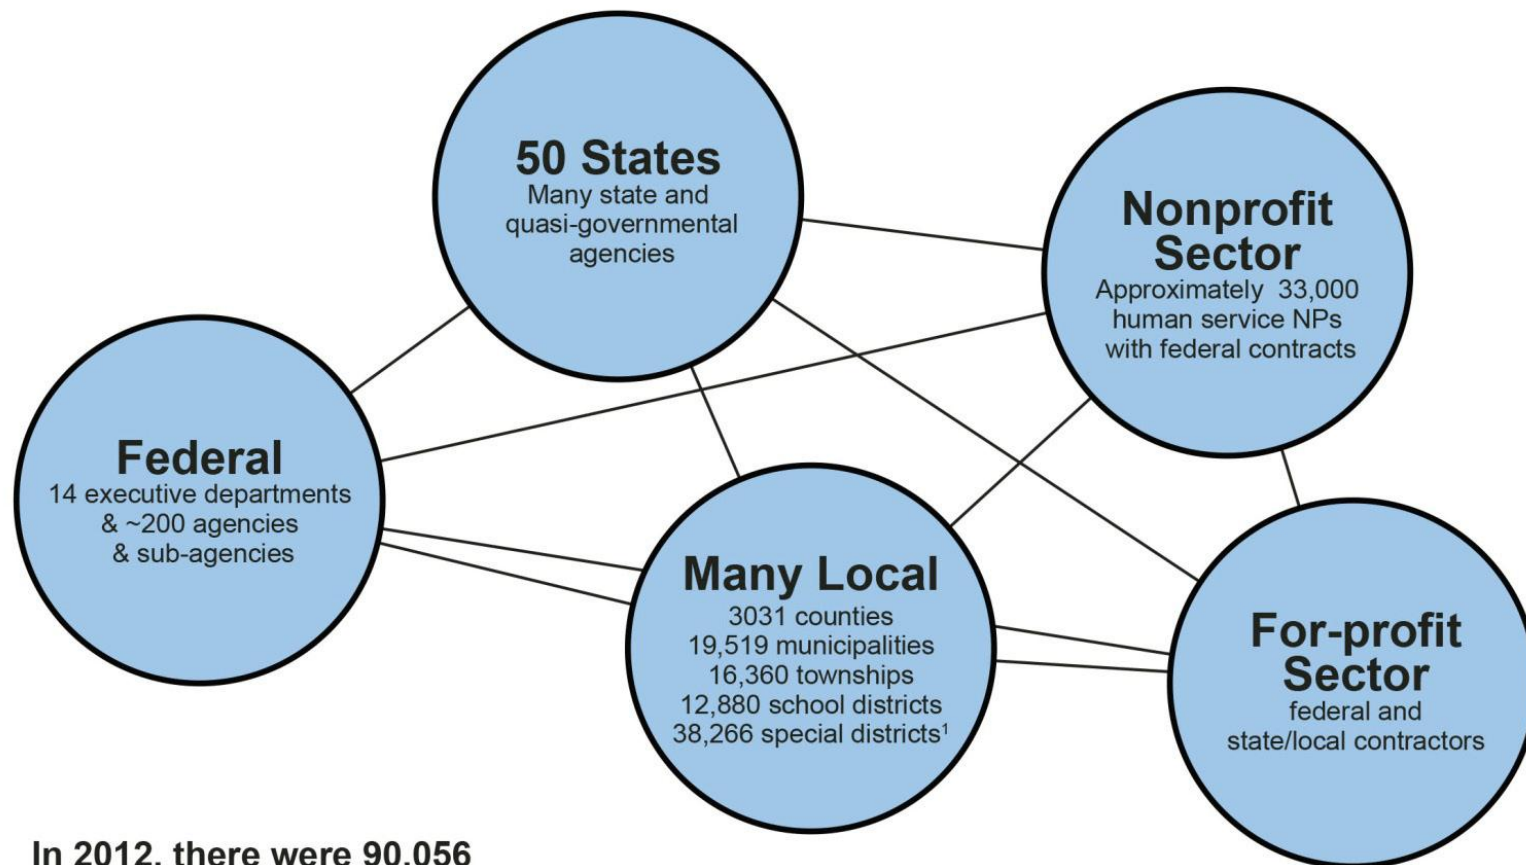 50 States
Many state and
quasi-governmental
agencies
Nonprofit
Sector
Approximately 33,000
human service NPs
with federal contracts
Federal
14 executive departments
& ~200 agencies
& sub-agencies
Many Local
3031 counties
19,519 municipalities
16,360 townships
12,880 school districts
38,266 special districts¹
For-profit
Sector
federal and
state/local contractors
In 2012, there were 90,056